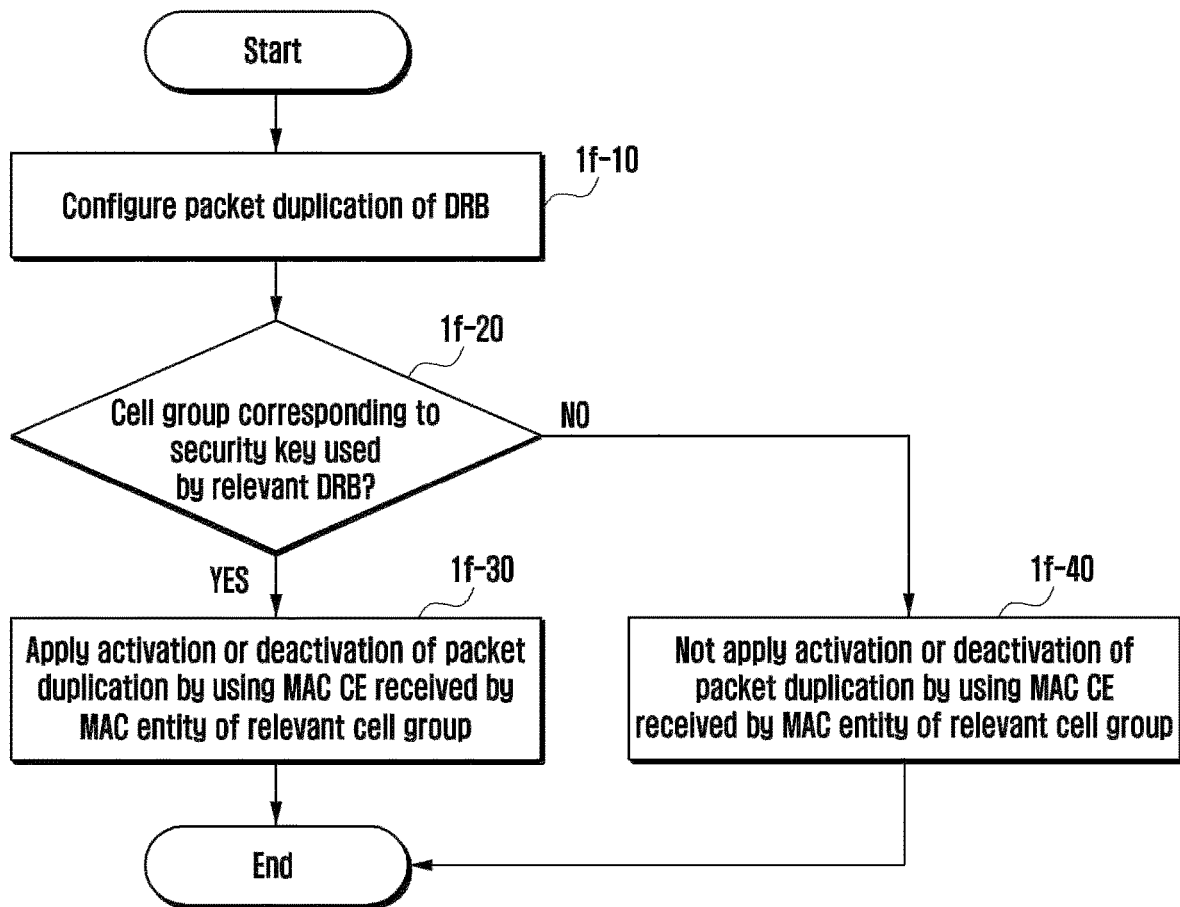 Start
1f-10
Configure packet duplication of DRB
1f-20
Cell group corresponding to
security key used
by relevant DRB?
NO
YES
1f-30
Apply activation or deactivation of packet
duplication by using MAC CE received by
MAC entity of relevant cell group
1f-40
Not apply activation or deactivation of
packet duplication by using MAC CE
received by MAC entity of relevant cell group
End